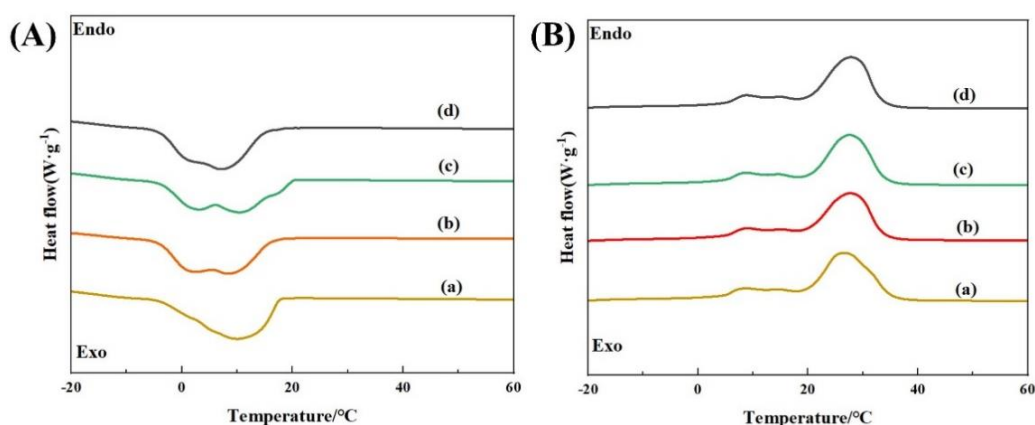 (A)
Endo
(d)
(c)
(b)
(a)
Exo
Heat flow(W·g⁻¹)
-20 0 20 40 60
Temperature/°C
(B)
Endo
(d)
(c)
(b)
(a)
Exo
Heat flow(W·g⁻¹)
-20 0 20 40 60
Temperature/°C